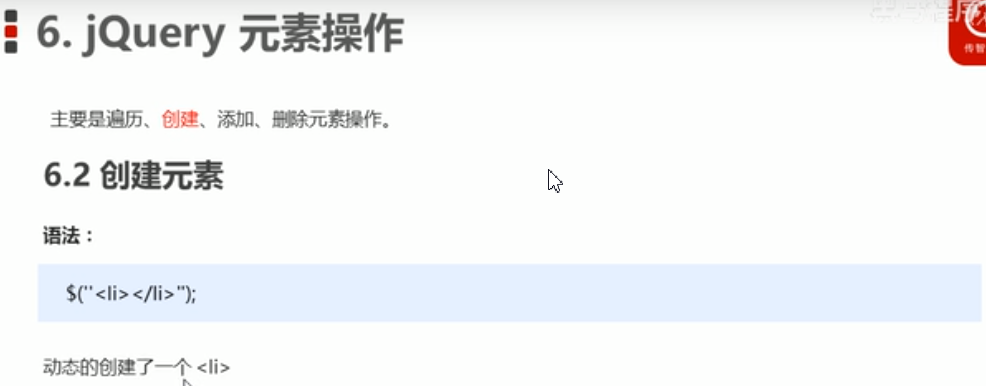 6. jQuery 元素操作
传智
主要是遍历、创建、添加、删除元素操作。
6.2 创建元素
语法：
$(''<li></li>'');
动态的创建了一个 <li>